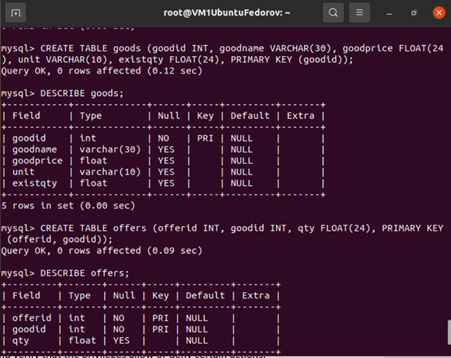 root@VM1UbuntuFedorov: ~
mysql> CREATE TABLE goods (goodid INT, goodname VARCHAR(30), goodprice FLOAT(24
), unit VARCHAR(10), existqty FLOAT(24), PRIMARY KEY (goodid));
Query OK, 0 rows affected (0.12 sec)
mysql> DESCRIBE goods;
+-----------+-------------+------+-----+---------+-------+
| Field     | Type        | Null | Key | Default | Extra |
+-----------+-------------+------+-----+---------+-------+
| goodid    | int         | NO   | PRI | NULL    |       |
| goodname  | varchar(30) | YES  |     | NULL    |       |
| goodprice | float       | YES  |     | NULL    |       |
| unit      | varchar(10) | YES  |     | NULL    |       |
| existqty  | float       | YES  |     | NULL    |       |
+-----------+-------------+------+-----+---------+-------+
5 rows in set (0.00 sec)
mysql> CREATE TABLE offers (offerid INT, goodid INT, qty FLOAT(24), PRIMARY KEY
 (offerid, goodid));
Query OK, 0 rows affected (0.09 sec)
mysql> DESCRIBE offers;
+---------+-------+------+-----+---------+-------+
| Field   | Type  | Null | Key | Default | Extra |
+---------+-------+------+-----+---------+-------+
| offerid | int   | NO   | PRI | NULL    |       |
| goodid  | int   | NO   | PRI | NULL    |       |
| qty     | float | YES  |     | NULL    |       |
+---------+-------+------+-----+---------+-------+